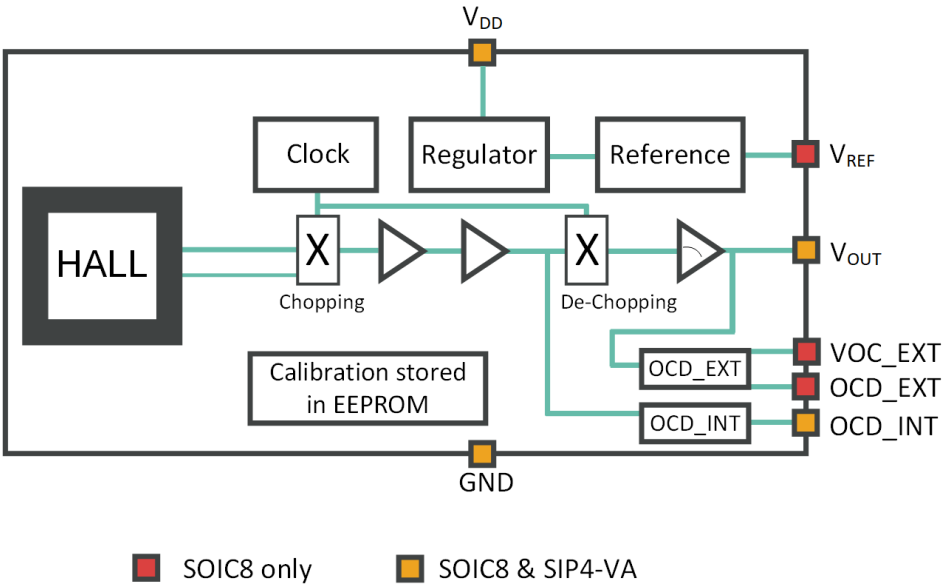 VDD
Clock
Regulator
Reference
VREF
HALL
X
X
VOUT
Chopping
De-Chopping
VOC_EXT
OCD_EXT
Calibration stored
in EEPROM
OCD_EXT
OCD_INT
OCD_INT
GND
SOIC8 only
SOIC8 & SIP4-VA